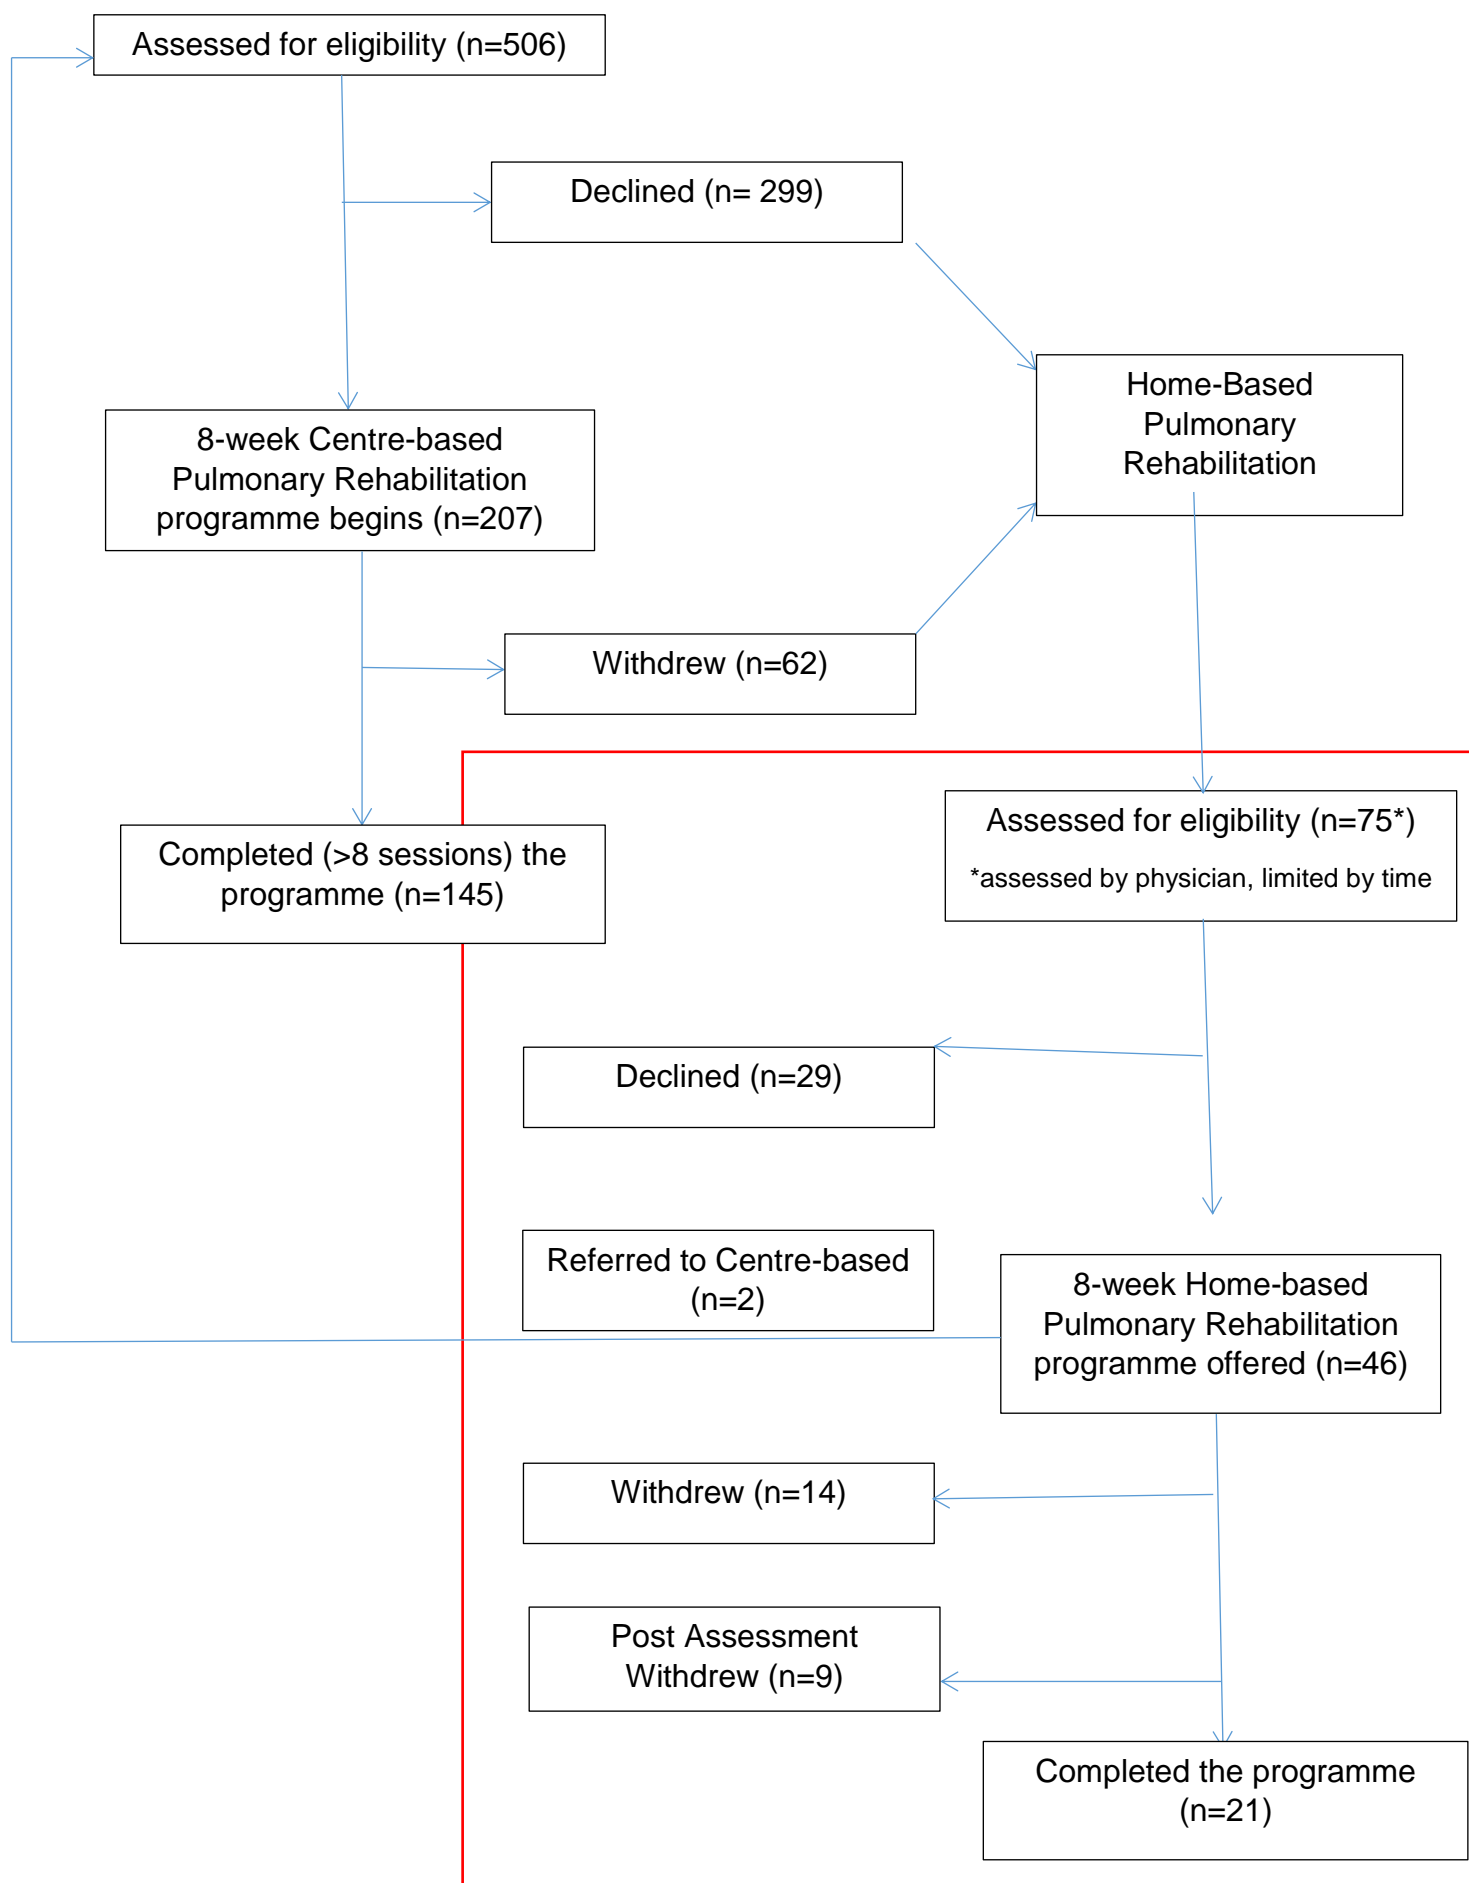 Assessed for eligibility (n=506)
Declined (n= 299)
Home-Based
Pulmonary
Rehabilitation
8-week Centre-based
Pulmonary Rehabilitation
programme begins (n=207)
Withdrew (n=62)
Completed (>8 sessions) the
programme (n=145)
Assessed for eligibility (n=75*)
*assessed by physician, limited by time
Declined (n=29)
Referred to Centre-based
(n=2)
8-week Home-based
Pulmonary Rehabilitation
programme offered (n=46)
Withdrew (n=14)
Post Assessment
Withdrew (n=9)
Completed the programme
(n=21)